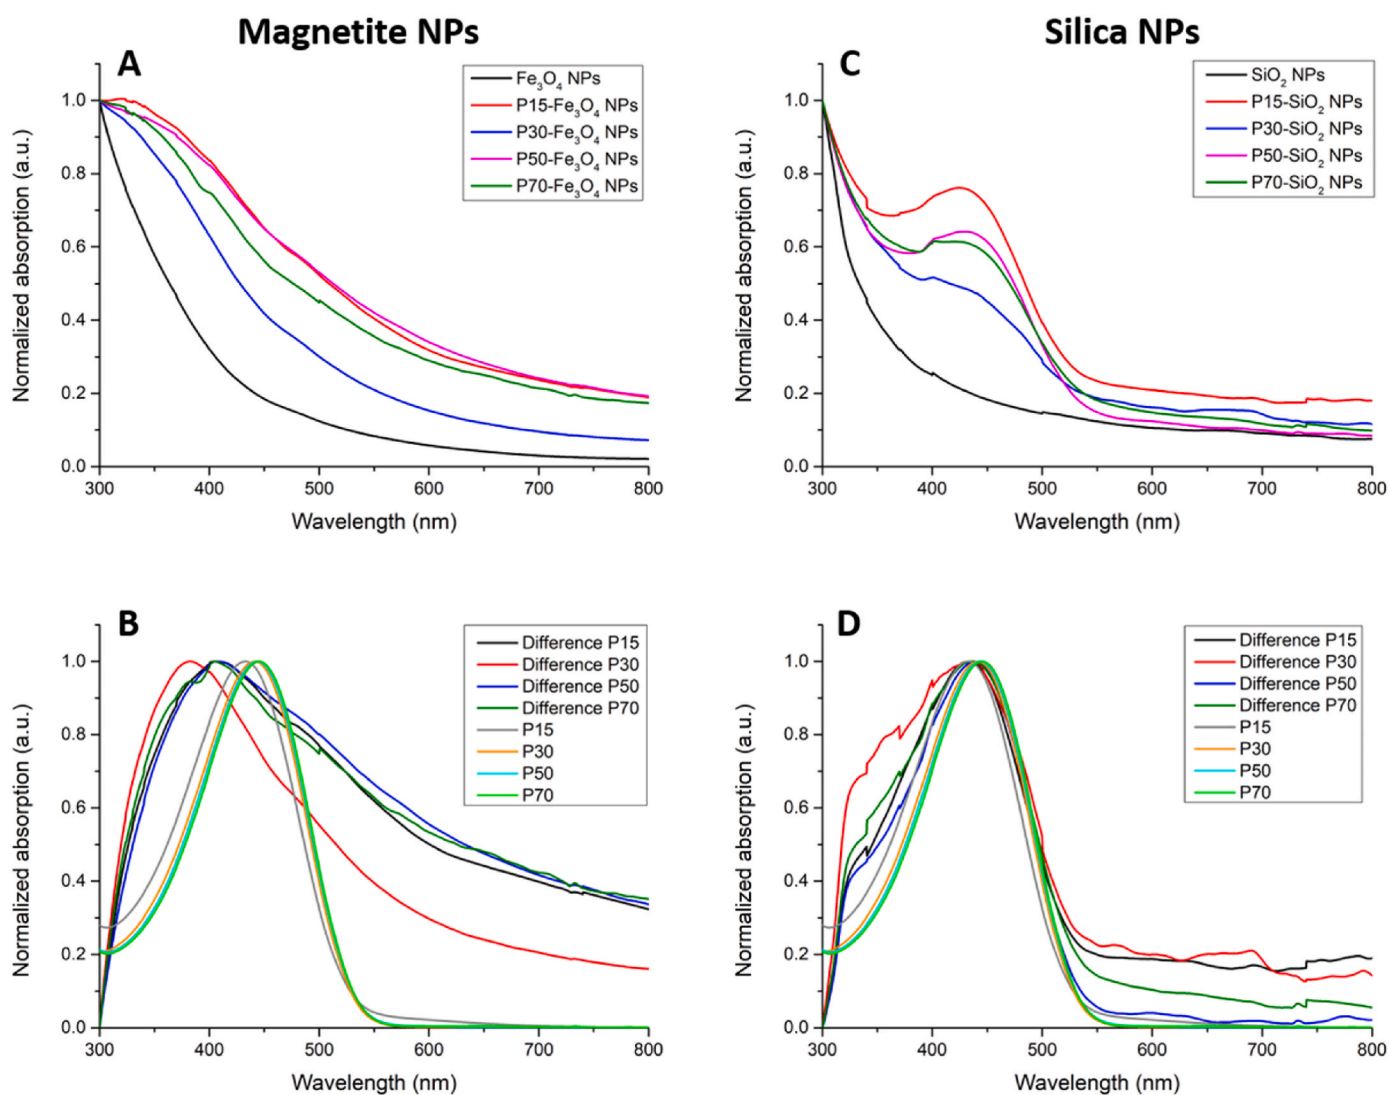 Magnetite NPs
Silica NPs
A
Normalized absorption (a.u.)
1.0
0.8
0.6
0.4
0.2
0.0
300 400 500 600 700 800
Wavelength (nm)
Fe₃O₄ NPs
P15-Fe₃O₄ NPs
P30-Fe₃O₄ NPs
P50-Fe₃O₄ NPs
P70-Fe₃O₄ NPs
C
Normalized absorption (a.u.)
1.0
0.8
0.6
0.4
0.2
0.0
300 400 500 600 700 800
Wavelength (nm)
SiO₂ NPs
P15-SiO₂ NPs
P30-SiO₂ NPs
P50-SiO₂ NPs
P70-SiO₂ NPs
B
Normalized absorption (a.u.)
1.0
0.8
0.6
0.4
0.2
0.0
300 400 500 600 700 800
Wavelength (nm)
Difference P15
Difference P30
Difference P50
Difference P70
P15
P30
P50
P70
D
Normalized absorption (a.u.)
1.0
0.8
0.6
0.4
0.2
0.0
300 400 500 600 700 800
Wavelength (nm)
Difference P15
Difference P30
Difference P50
Difference P70
P15
P30
P50
P70